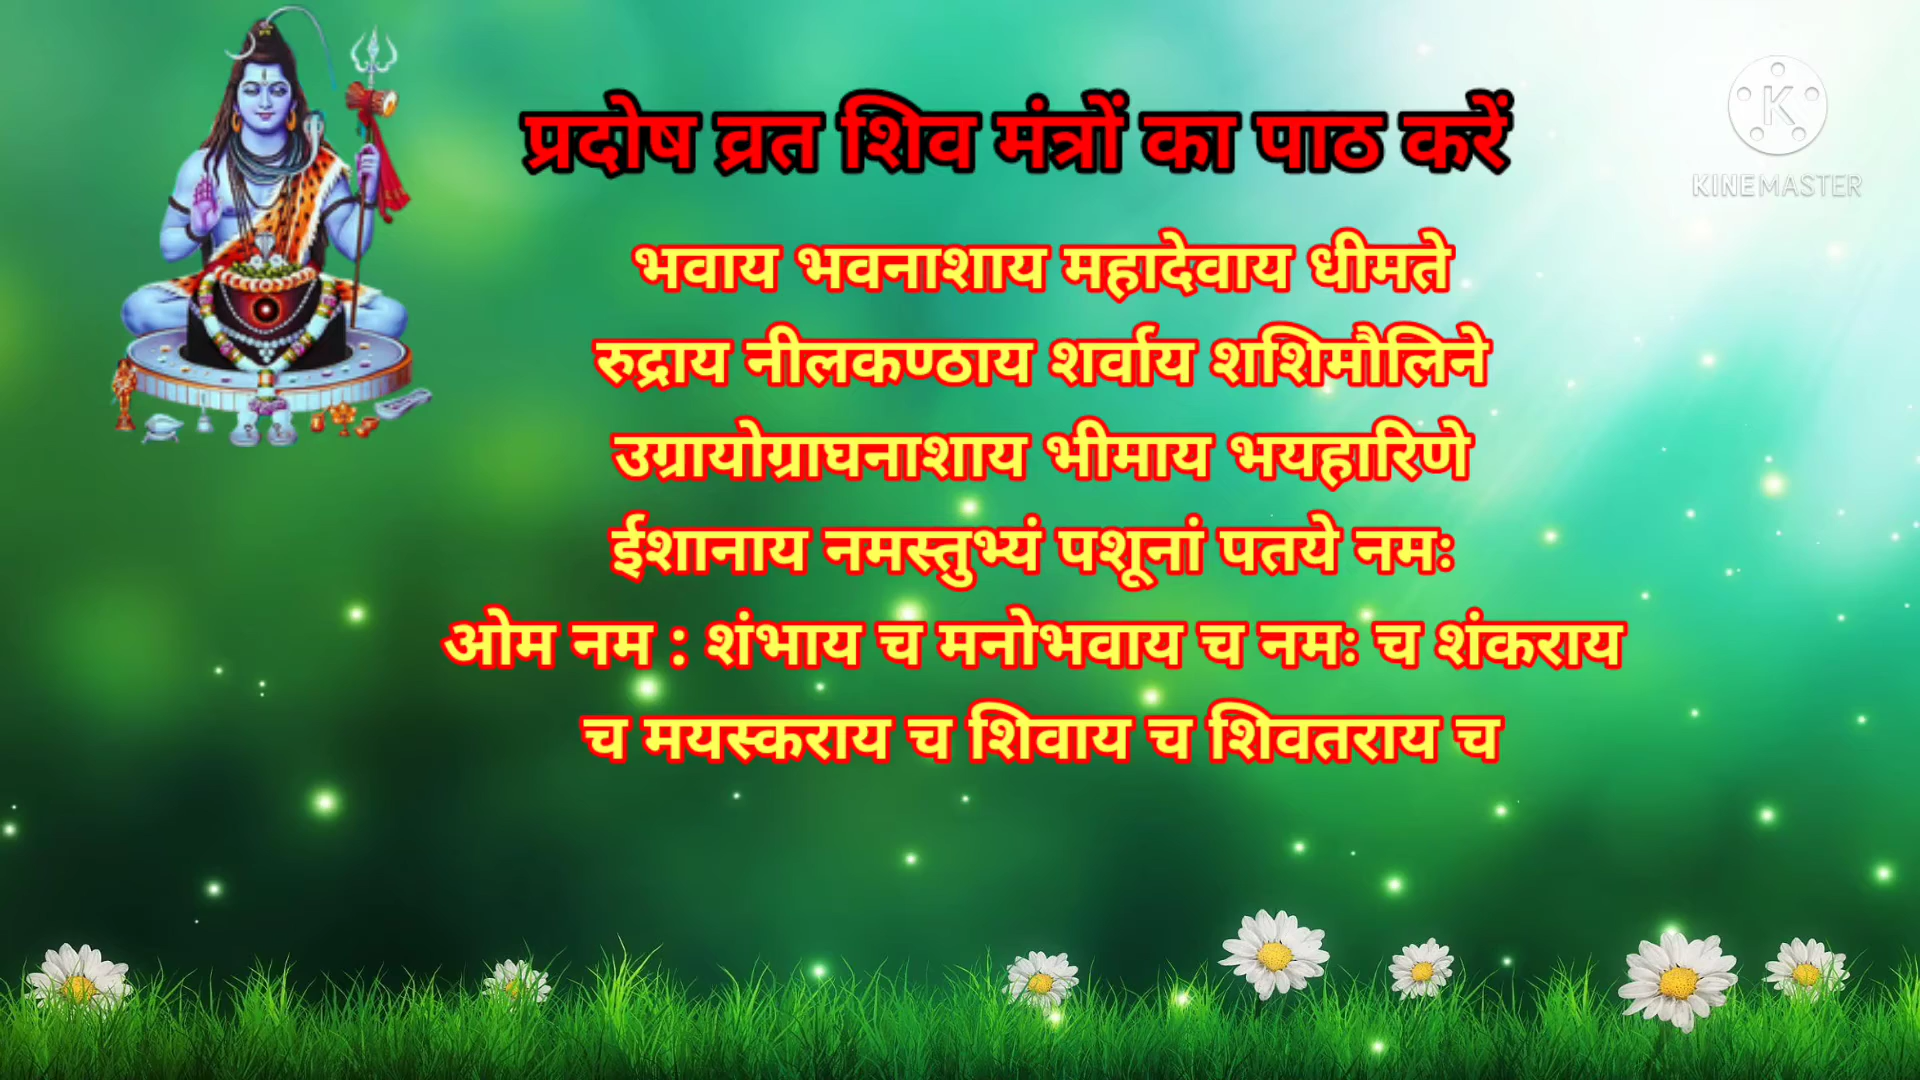 प्रदोष व्रत शिव मंत्रों का पाठ करें
KINEMASTER
भवाय भवनाशाय महादेवाय धीमते
रुद्राय नीलकण्ठाय शर्वाय शशिमौलिने
उग्रायोग्राघनाशाय भीमाय भयहारिणे
ईशानाय नमस्तुभ्यं पशूनां पतये नमः
ओम नम : शंभाय च मनोभवाय च नमः च शंकराय
च मयस्कराय च शिवाय च शिवतराय च